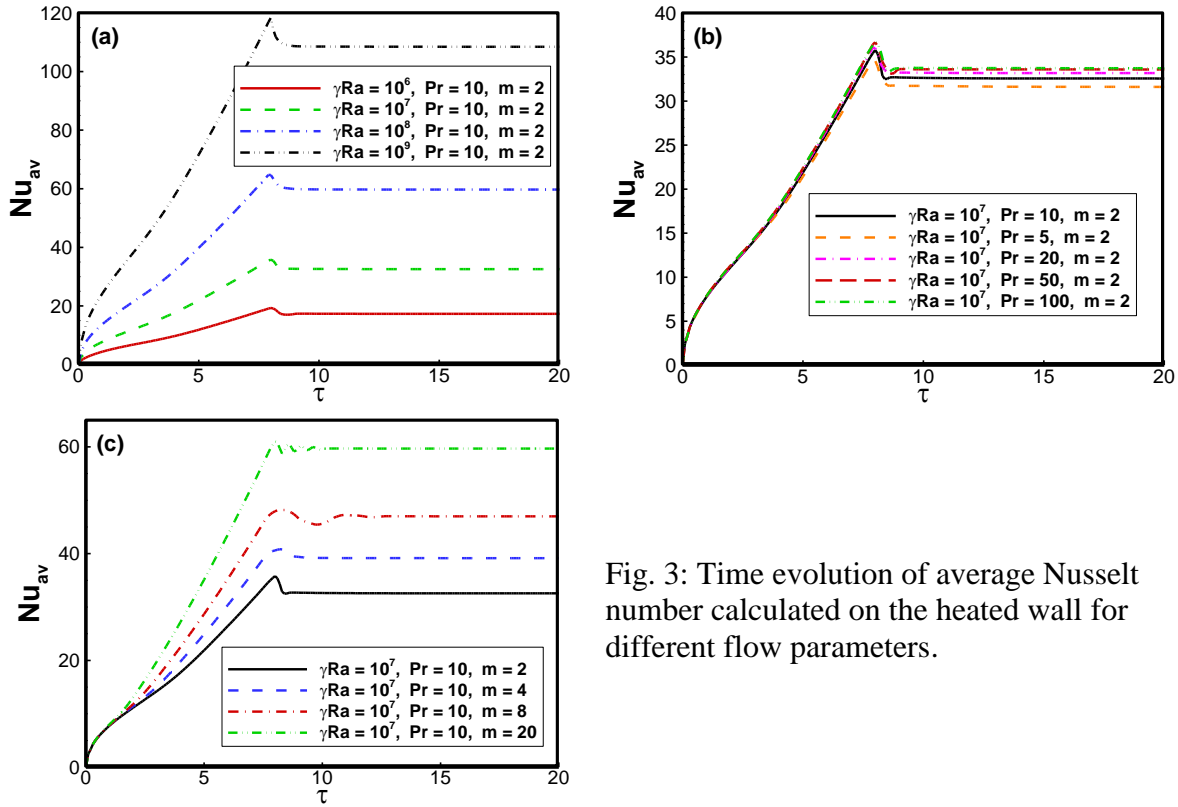 120
(a)
100
γRa = 10⁶, Pr = 10, m = 2
γRa = 10⁷, Pr = 10, m = 2
γRa = 10⁸, Pr = 10, m = 2
γRa = 10⁹, Pr = 10, m = 2
80
60
40
20
0
Nu_av
0 5 10 15 20
τ
40
(b)
35
30
25
20
15
10
5
0
Nu_av
γRa = 10⁷, Pr = 10, m = 2
γRa = 10⁷, Pr = 5, m = 2
γRa = 10⁷, Pr = 20, m = 2
γRa = 10⁷, Pr = 50, m = 2
γRa = 10⁷, Pr = 100, m = 2
0 5 10 15 20
τ
(c)
60
40
20
0
Nu_av
γRa = 10⁷, Pr = 10, m = 2
γRa = 10⁷, Pr = 10, m = 4
γRa = 10⁷, Pr = 10, m = 8
γRa = 10⁷, Pr = 10, m = 20
0 5 10 15 20
τ
Fig. 3: Time evolution of average Nusselt
number calculated on the heated wall for
different flow parameters.